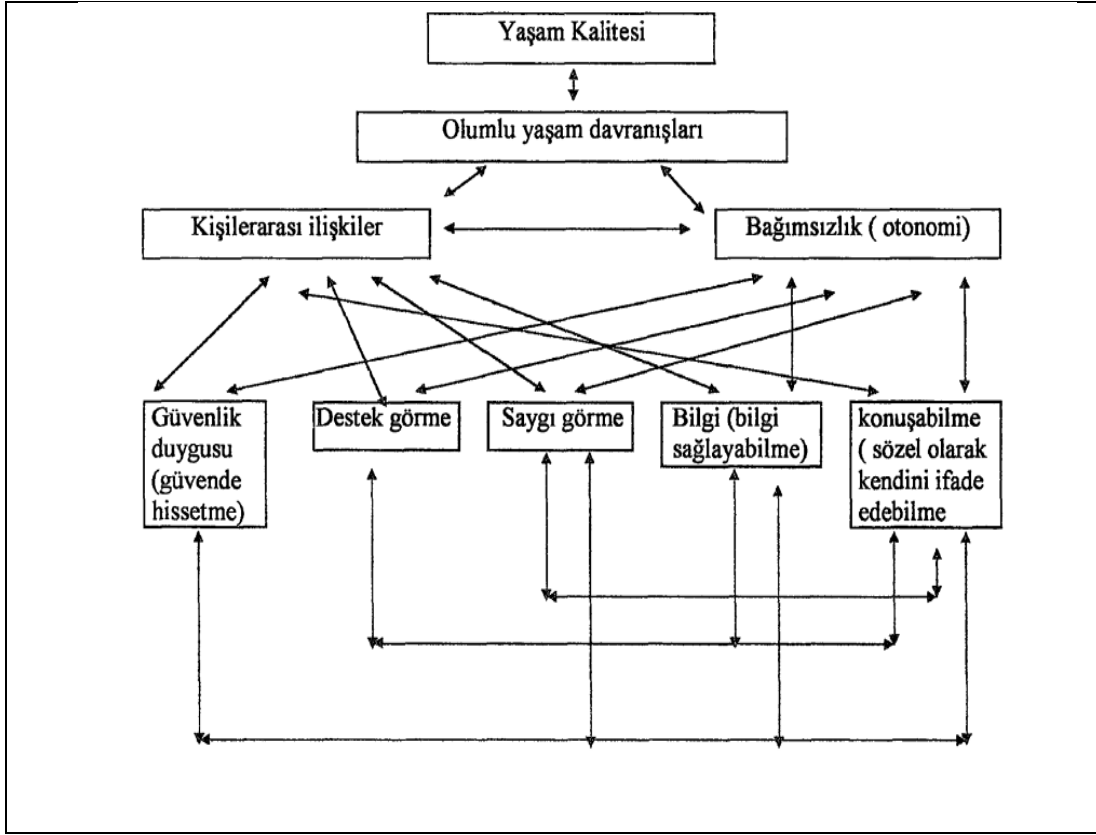 Yaşam Kalitesi
Olumlu yaşam davranışları
Kişilerarası ilişkiler
Bağımsızlık ( otonomi)
Güvenlik
duygusu
(güvende
hissetme)
Destek görme
Saygı görme
Bilgi (bilgi
sağlayabilme)
konuşabilme
( sözel olarak
kendini ifade
edebilme